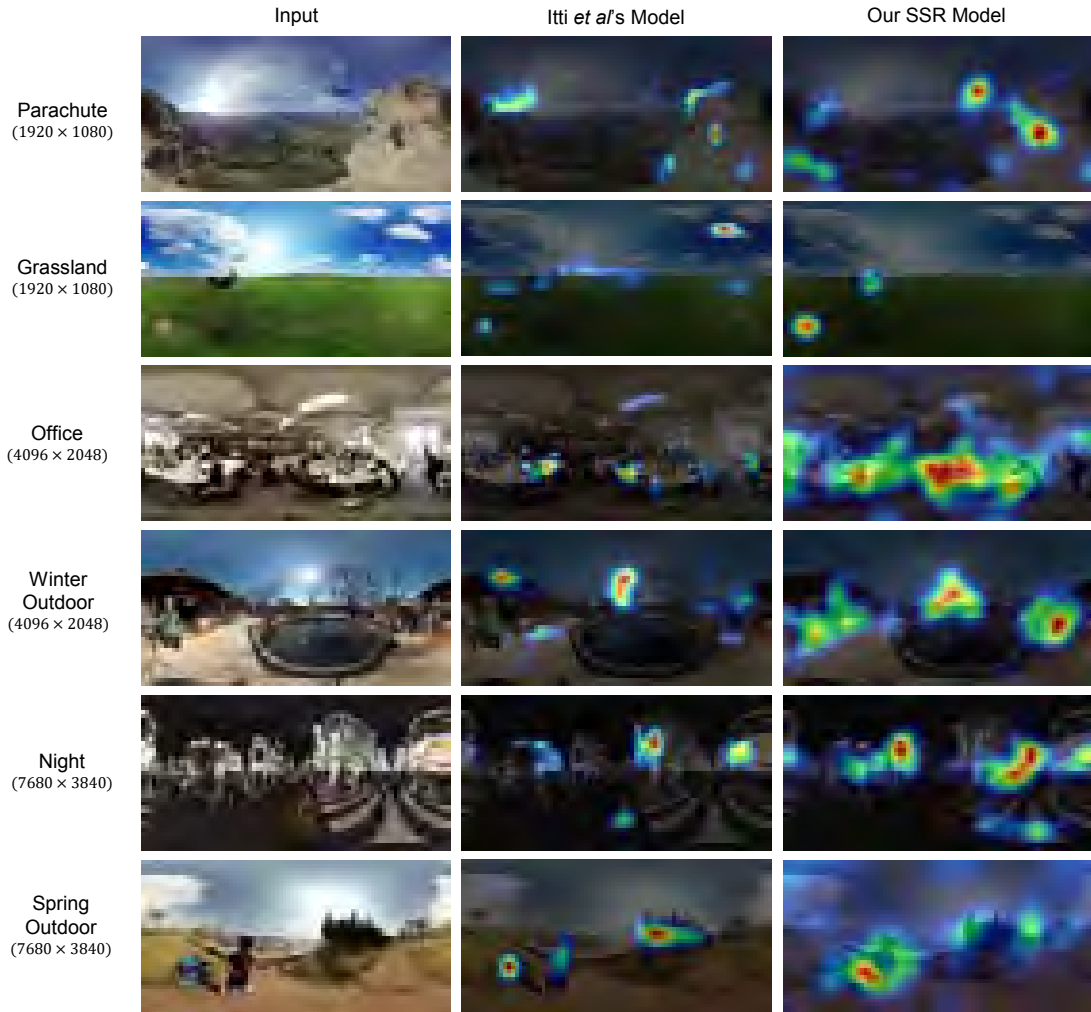 Input
Itti et al's Model
Our SSR Model
Parachute
(1920 × 1080)
Grassland
(1920 × 1080)
Office
(4096 × 2048)
Winter
Outdoor
(4096 × 2048)
Night
(7680 × 3840)
Spring
Outdoor
(7680 × 3840)